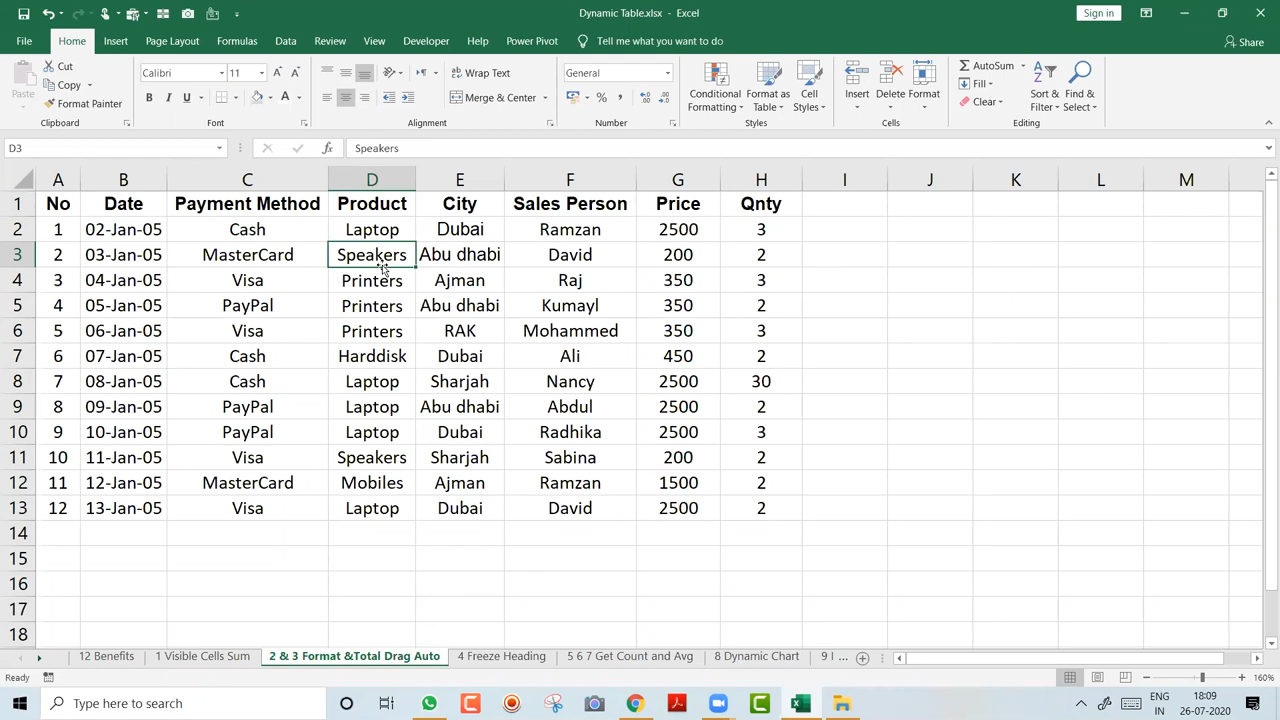 Dynamic Table.xlsx - Excel
Sign in
File Home Insert Page Layout Formulas Data Review View Developer Help Power Pivot Tell me what you want to do Share
Paste
Cut
Copy
Format Painter
Clipboard
Calibri 11
B I U A
Font
Wrap Text
Merge & Center
Alignment
General
%
Number
Conditional Formatting
Format as Table
Cell Styles
Styles
Insert
Delete
Format
Cells
AutoSum
Fill
Clear
Sort & Filter
Find & Select
Editing
D3 fx Speakers
A B C D E F G H I J K L M
1 No Date Payment Method Product City Sales Person Price Qnty
2 1 02-Jan-05 Cash Laptop Dubai Ramzan 2500 3
3 2 03-Jan-05 MasterCard Speakers Abu dhabi David 200 2
4 3 04-Jan-05 Visa Printers Ajman Raj 350 3
5 4 05-Jan-05 PayPal Printers Abu dhabi Kumayl 350 2
6 5 06-Jan-05 Visa Printers RAK Mohammed 350 3
7 6 07-Jan-05 Cash Harddisk Dubai Ali 450 2
8 7 08-Jan-05 Cash Laptop Sharjah Nancy 2500 30
9 8 09-Jan-05 PayPal Laptop Abu dhabi Abdul 2500 2
10 9 10-Jan-05 PayPal Laptop Dubai Radhika 2500 3
11 10 11-Jan-05 Visa Speakers Sharjah Sabina 200 2
12 11 12-Jan-05 MasterCard Mobiles Ajman Ramzan 1500 2
13 12 13-Jan-05 Visa Laptop Dubai David 2500 2
14
15
16
17
18
12 Benefits 1 Visible Cells Sum 2 & 3 Format &Total Drag Auto 4 Freeze Heading 5 6 7 Get Count and Avg 8 Dynamic Chart 9 I ...
Ready 160%
Type here to search
ENG
IN
18:09
26-07-2020